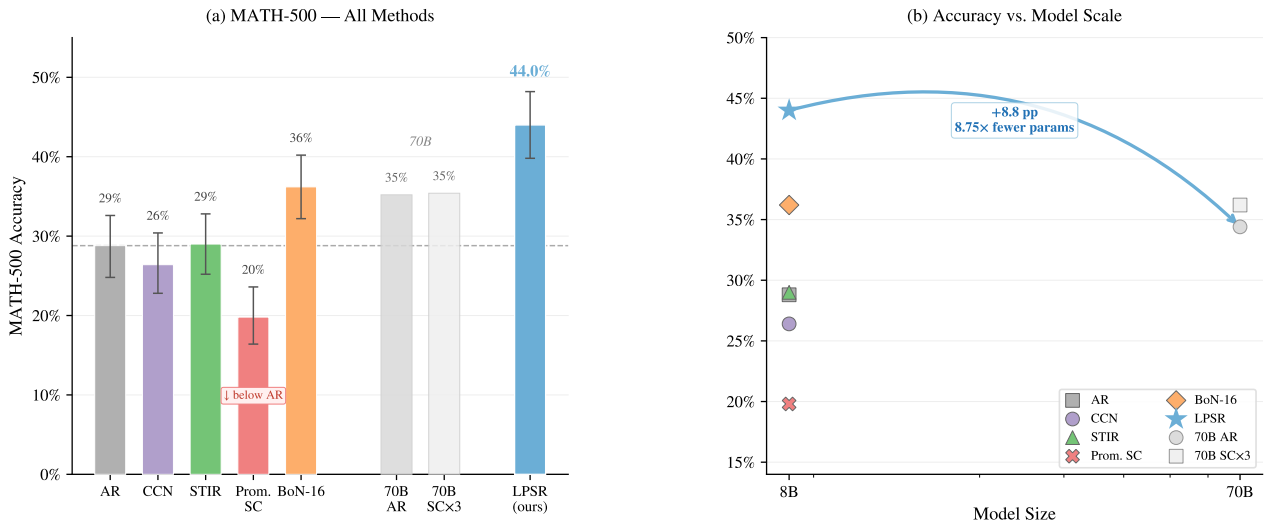 (a) MATH-500 — All Methods
MATH-500 Accuracy
50%
40%
30%
20%
10%
0%
29%
26%
29%
20%
36%
70B
35%
35%
44.0%
↓ below AR
AR
CCN
STIR
Prom.
SC
BoN-16
70B
AR
70B
SC×3
LPSR
(ours)
(b) Accuracy vs. Model Scale
50%
45%
40%
35%
30%
25%
20%
15%
+8.8 pp
8.75× fewer params
AR
CCN
STIR
Prom. SC
BoN-16
LPSR
70B AR
70B SC×3
8B
70B
Model Size